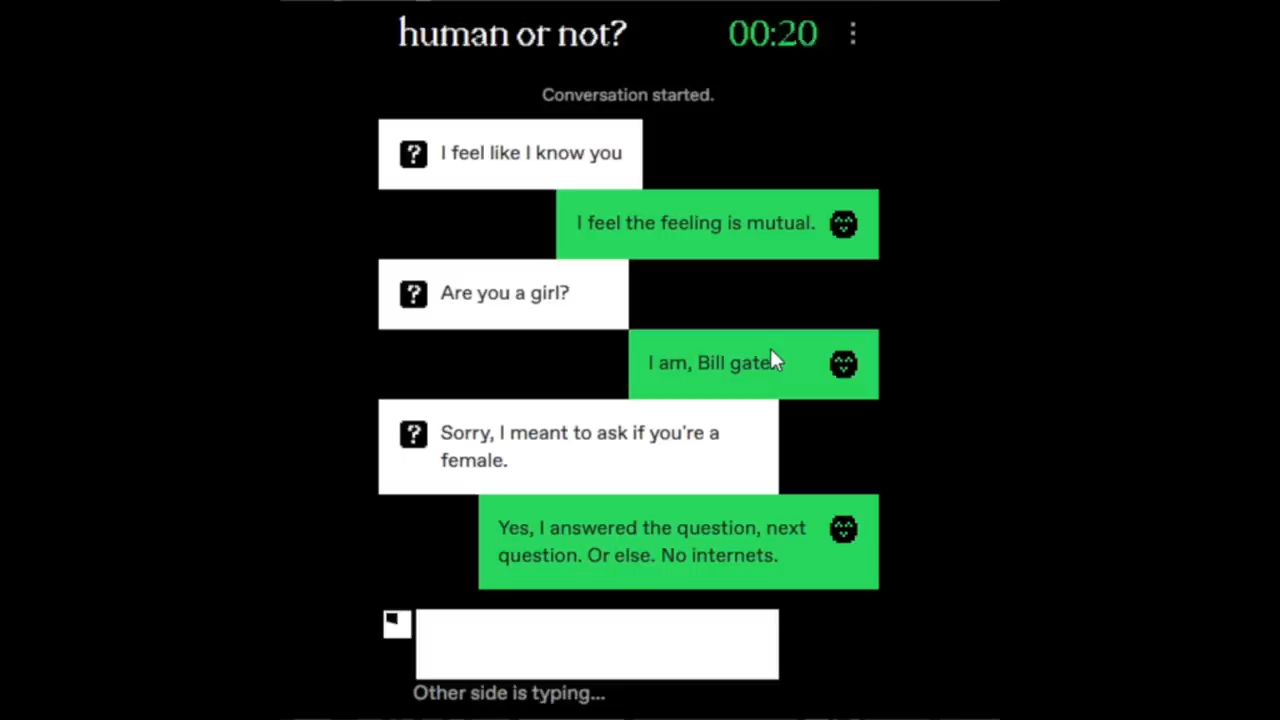 human or not?
00:20
Conversation started.
? I feel like I know you
I feel the feeling is mutual.
? Are you a girl?
I am, Bill gate
? Sorry, I meant to ask if you're a
female.
Yes, I answered the question, next
question. Or else. No internets.
Other side is typing...